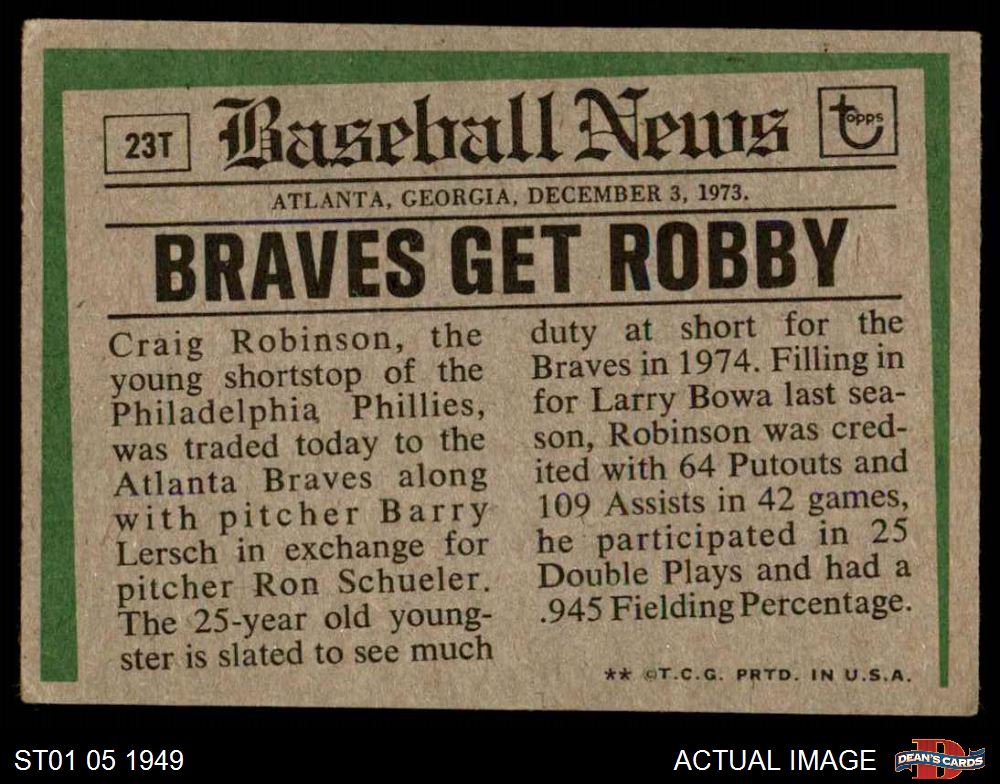 23T
Baseball News
topps
ATLANTA, GEORGIA, DECEMBER 3, 1973.
BRAVES GET ROBBY
Craig Robinson, the
young shortstop of the
Philadelphia Phillies,
was traded today to the
Atlanta Braves along
with pitcher Barry
Lersch in exchange for
pitcher Ron Schueler.
The 25-year old young-
ster is slated to see much
duty at short for the
Braves in 1974. Filling in
for Larry Bowa last sea-
son, Robinson was cred-
ited with 64 Putouts and
109 Assists in 42 games,
he participated in 25
Double Plays and had a
.945 Fielding Percentage.
** ©T.C.G. PRTD. IN U.S.A.
ST01 05 1949
ACTUAL IMAGE
DEAN'S CARDS